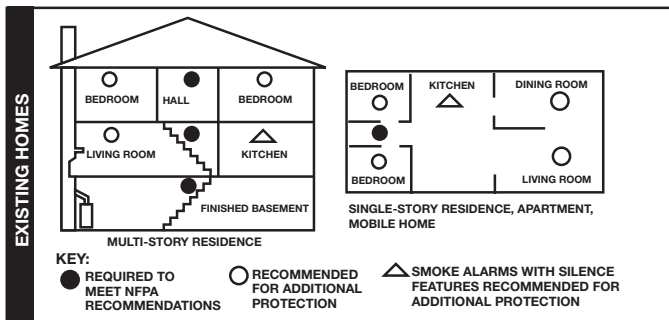 EXISTING HOMES
BEDROOM
HALL
BEDROOM
LIVING ROOM
KITCHEN
FINISHED BASEMENT
MULTI-STORY RESIDENCE
BEDROOM
KITCHEN
DINING ROOM
BEDROOM
LIVING ROOM
SINGLE-STORY RESIDENCE, APARTMENT,
MOBILE HOME
KEY:
REQUIRED TO
MEET NFPA
RECOMMENDATIONS
RECOMMENDED
FOR ADDITIONAL
PROTECTION
SMOKE ALARMS WITH SILENCE
FEATURES RECOMMENDED FOR
ADDITIONAL PROTECTION